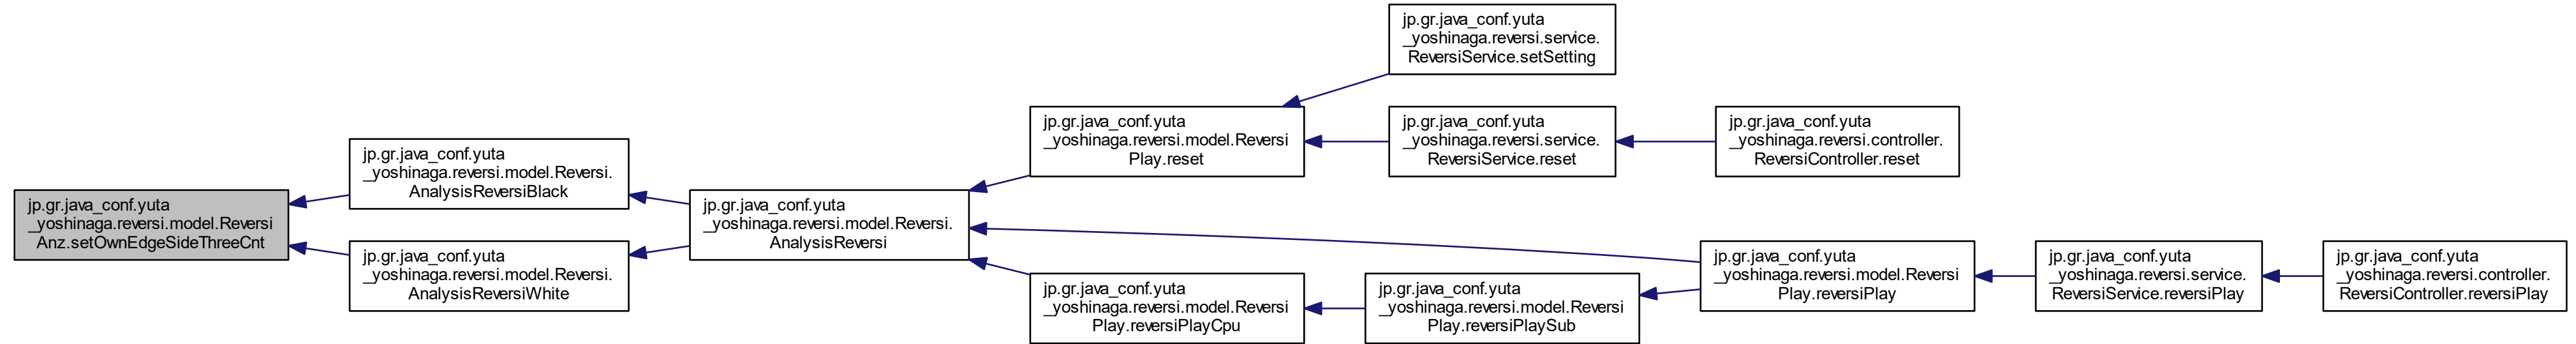 jp.gr.java_conf.yuta
_yoshinaga.reversi.model.Reversi
Anz.setOwnEdgeSideThreeCnt
jp.gr.java_conf.yuta
_yoshinaga.reversi.model.Reversi.
AnalysisReversiBlack
jp.gr.java_conf.yuta
_yoshinaga.reversi.model.Reversi.
AnalysisReversiWhite
jp.gr.java_conf.yuta
_yoshinaga.reversi.model.Reversi.
AnalysisReversi
jp.gr.java_conf.yuta
_yoshinaga.reversi.model.Reversi
Play.reset
jp.gr.java_conf.yuta
_yoshinaga.reversi.service.
ReversiService.setSetting
jp.gr.java_conf.yuta
_yoshinaga.reversi.service.
ReversiService.reset
jp.gr.java_conf.yuta
_yoshinaga.reversi.controller.
ReversiController.reset
jp.gr.java_conf.yuta
_yoshinaga.reversi.model.Reversi
Play.reversiPlayCpu
jp.gr.java_conf.yuta
_yoshinaga.reversi.model.Reversi
Play.reversiPlaySub
jp.gr.java_conf.yuta
_yoshinaga.reversi.model.Reversi
Play.reversiPlay
jp.gr.java_conf.yuta
_yoshinaga.reversi.service.
ReversiService.reversiPlay
jp.gr.java_conf.yuta
_yoshinaga.reversi.controller.
ReversiController.reversiPlay